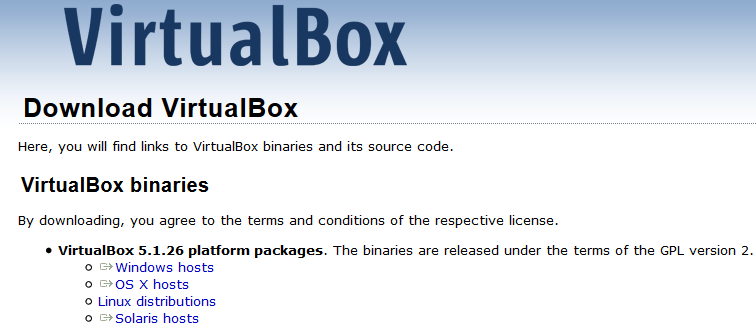 VirtualBox
Download VirtualBox
Here, you will find links to VirtualBox binaries and its source code.
VirtualBox binaries
By downloading, you agree to the terms and conditions of the respective license.
VirtualBox 5.1.26 platform packages. The binaries are released under the terms of the GPL version 2.
Windows hosts
OS X hosts
Linux distributions
Solaris hosts